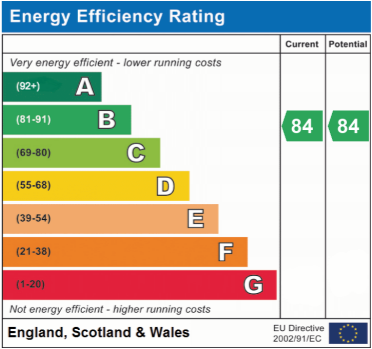 Energy Efficiency Rating
Current Potential
Very energy efficient - lower running costs
(92+) A
(81-91) B
84 84
(69-80) C
(55-68) D
(39-54) E
(21-38) F
(1-20) G
Not energy efficient - higher running costs
England, Scotland & Wales
EU Directive
2002/91/EC